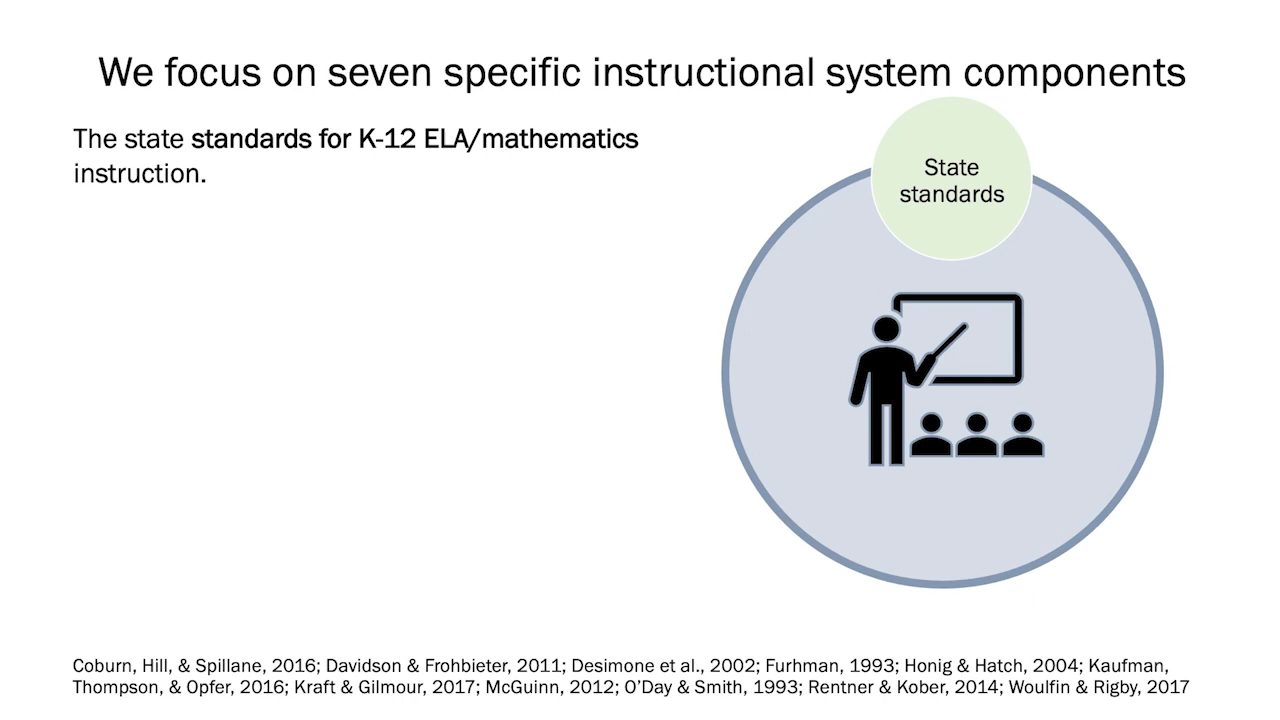 We focus on seven specific instructional system components
The state standards for K-12 ELA/mathematics
instruction.
State
standards
Coburn, Hill, & Spillane, 2016; Davidson & Frohbieter, 2011; Desimone et al., 2002; Furhman, 1993; Honig & Hatch, 2004; Kaufman,
Thompson, & Opfer, 2016; Kraft & Gilmour, 2017; McGuinn, 2012; O’Day & Smith, 1993; Rentner & Kober, 2014; Woulfin & Rigby, 2017